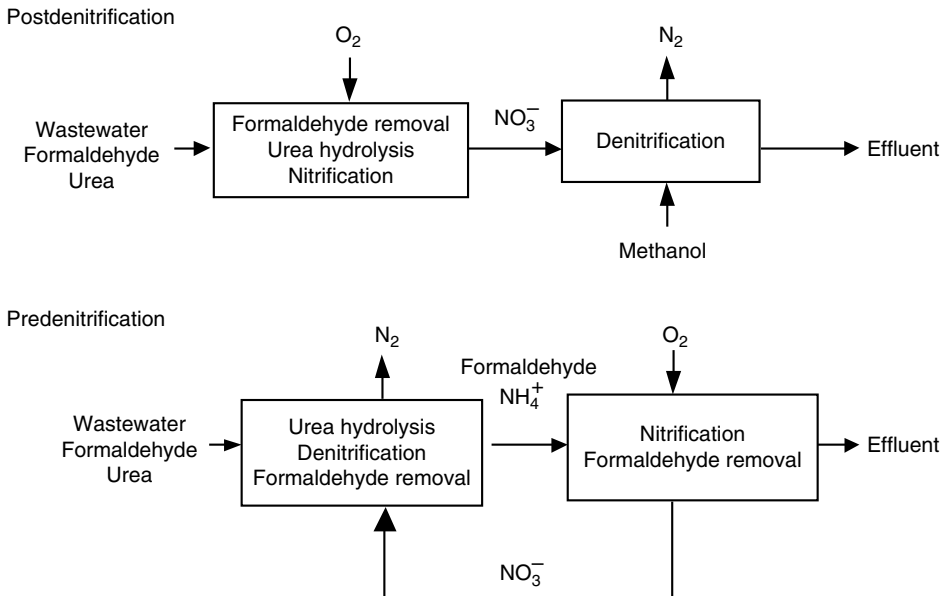 Postdenitrification
O₂
N₂
Wastewater
Formaldehyde
Urea
Formaldehyde removal
Urea hydrolysis
Nitrification
NO₃⁻
Denitrification
Effluent
Methanol
Predenitrification
N₂
O₂
Formaldehyde
NH₄⁺
Wastewater
Formaldehyde
Urea
Urea hydrolysis
Denitrification
Formaldehyde removal
Nitrification
Formaldehyde removal
Effluent
NO₃⁻